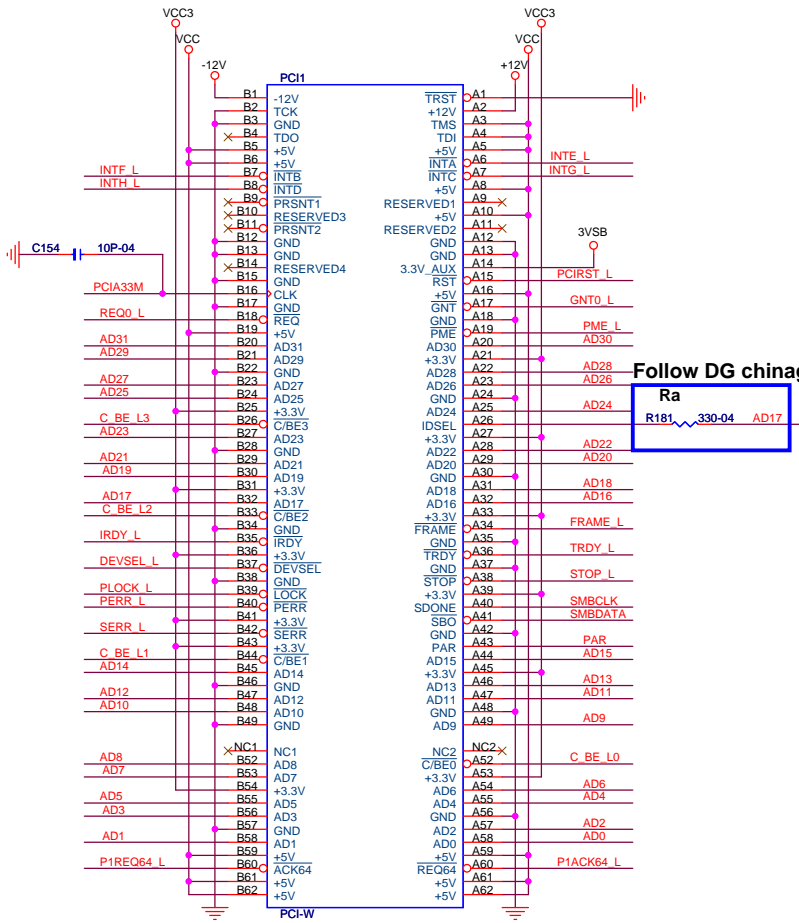 VCC3
VCC
-12V
VCC3
VCC
+12V
PCI1
B1 -12V TRST A1
B2 TCK +12V A2
B3 GND TMS A3
B4 TDO TDI A4
B5 +5V +5V A5
B6 +5V INTA A6 INTE_L
INTF_L B7 INTB INTC A7 INTG_L
INTH_L B8 INTD +5V A8
B9 PRSNT1 RESERVED1 A9
B10 RESERVED3 +5V A10
B11 PRSNT2 RESERVED2 A11
B12 GND GND A12
3VSB
C154 10P-04 B13 GND GND A13
B14 RESERVED4 3.3V_AUX A14
B15 GND RST A15 PCIRST_L
PCIA33M B16 CLK +5V A16
B17 GND GNT A17 GNT0_L
REQ0_L B18 REQ GND A18
B19 +5V PME A19 PME_L
AD31 B20 AD31 AD30 A20 AD30
AD29 B21 AD29 +3.3V A21
B22 GND AD28 A22 AD28
Follow DG chinag
AD27 B23 AD27 AD26 A23 AD26
AD25 B24 AD25 GND A24
Ra
B25 +3.3V AD24 A25 AD24
C_BE_L3 B26 C/BE3 IDSEL A26 R181 330-04 AD17
AD23 B27 AD23 +3.3V A27
B28 GND AD22 A28 AD22
AD21 B29 AD21 AD20 A29 AD20
AD19 B30 AD19 GND A30
B31 +3.3V AD18 A31 AD18
AD17 B32 AD17 AD16 A32 AD16
C_BE_L2 B33 C/BE2 +3.3V A33
B34 GND FRAME A34 FRAME_L
IRDY_L B35 IRDY GND A35
B36 +3.3V TRDY A36 TRDY_L
DEVSEL_L B37 DEVSEL GND A37
B38 GND STOP A38 STOP_L
PLOCK_L B39 LOCK +3.3V A39
PERR_L B40 PERR SDONE A40 SMBCLK
B41 +3.3V SBO A41 SMBDATA
SERR_L B42 SERR GND A42
B43 +3.3V PAR A43 PAR
C_BE_L1 B44 C/BE1 AD15 A44 AD15
AD14 B45 AD14 +3.3V A45
B46 GND AD13 A46 AD13
AD12 B47 AD12 AD11 A47 AD11
AD10 B48 AD10 GND A48
B49 GND AD9 A49 AD9
NC1 NC1 NC2 NC2
AD8 B52 AD8 C/BE0 A52 C_BE_L0
AD7 B53 AD7 +3.3V A53
B54 +3.3V AD6 A54 AD6
AD5 B55 AD5 AD4 A55 AD4
AD3 B56 AD3 GND A56
B57 GND AD2 A57 AD2
AD1 B58 AD1 AD0 A58 AD0
B59 +5V +5V A59
P1REQ64_L B60 ACK64 REQ64 A60 P1ACK64_L
B61 +5V +5V A61
B62 +5V +5V A62
PCI-W